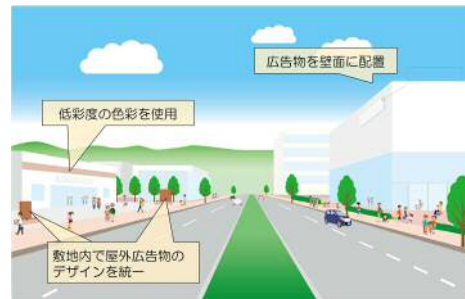 広告物を壁面に配置
低彩度の色彩を使用
敷地内で屋外広告物の
デザインを統一